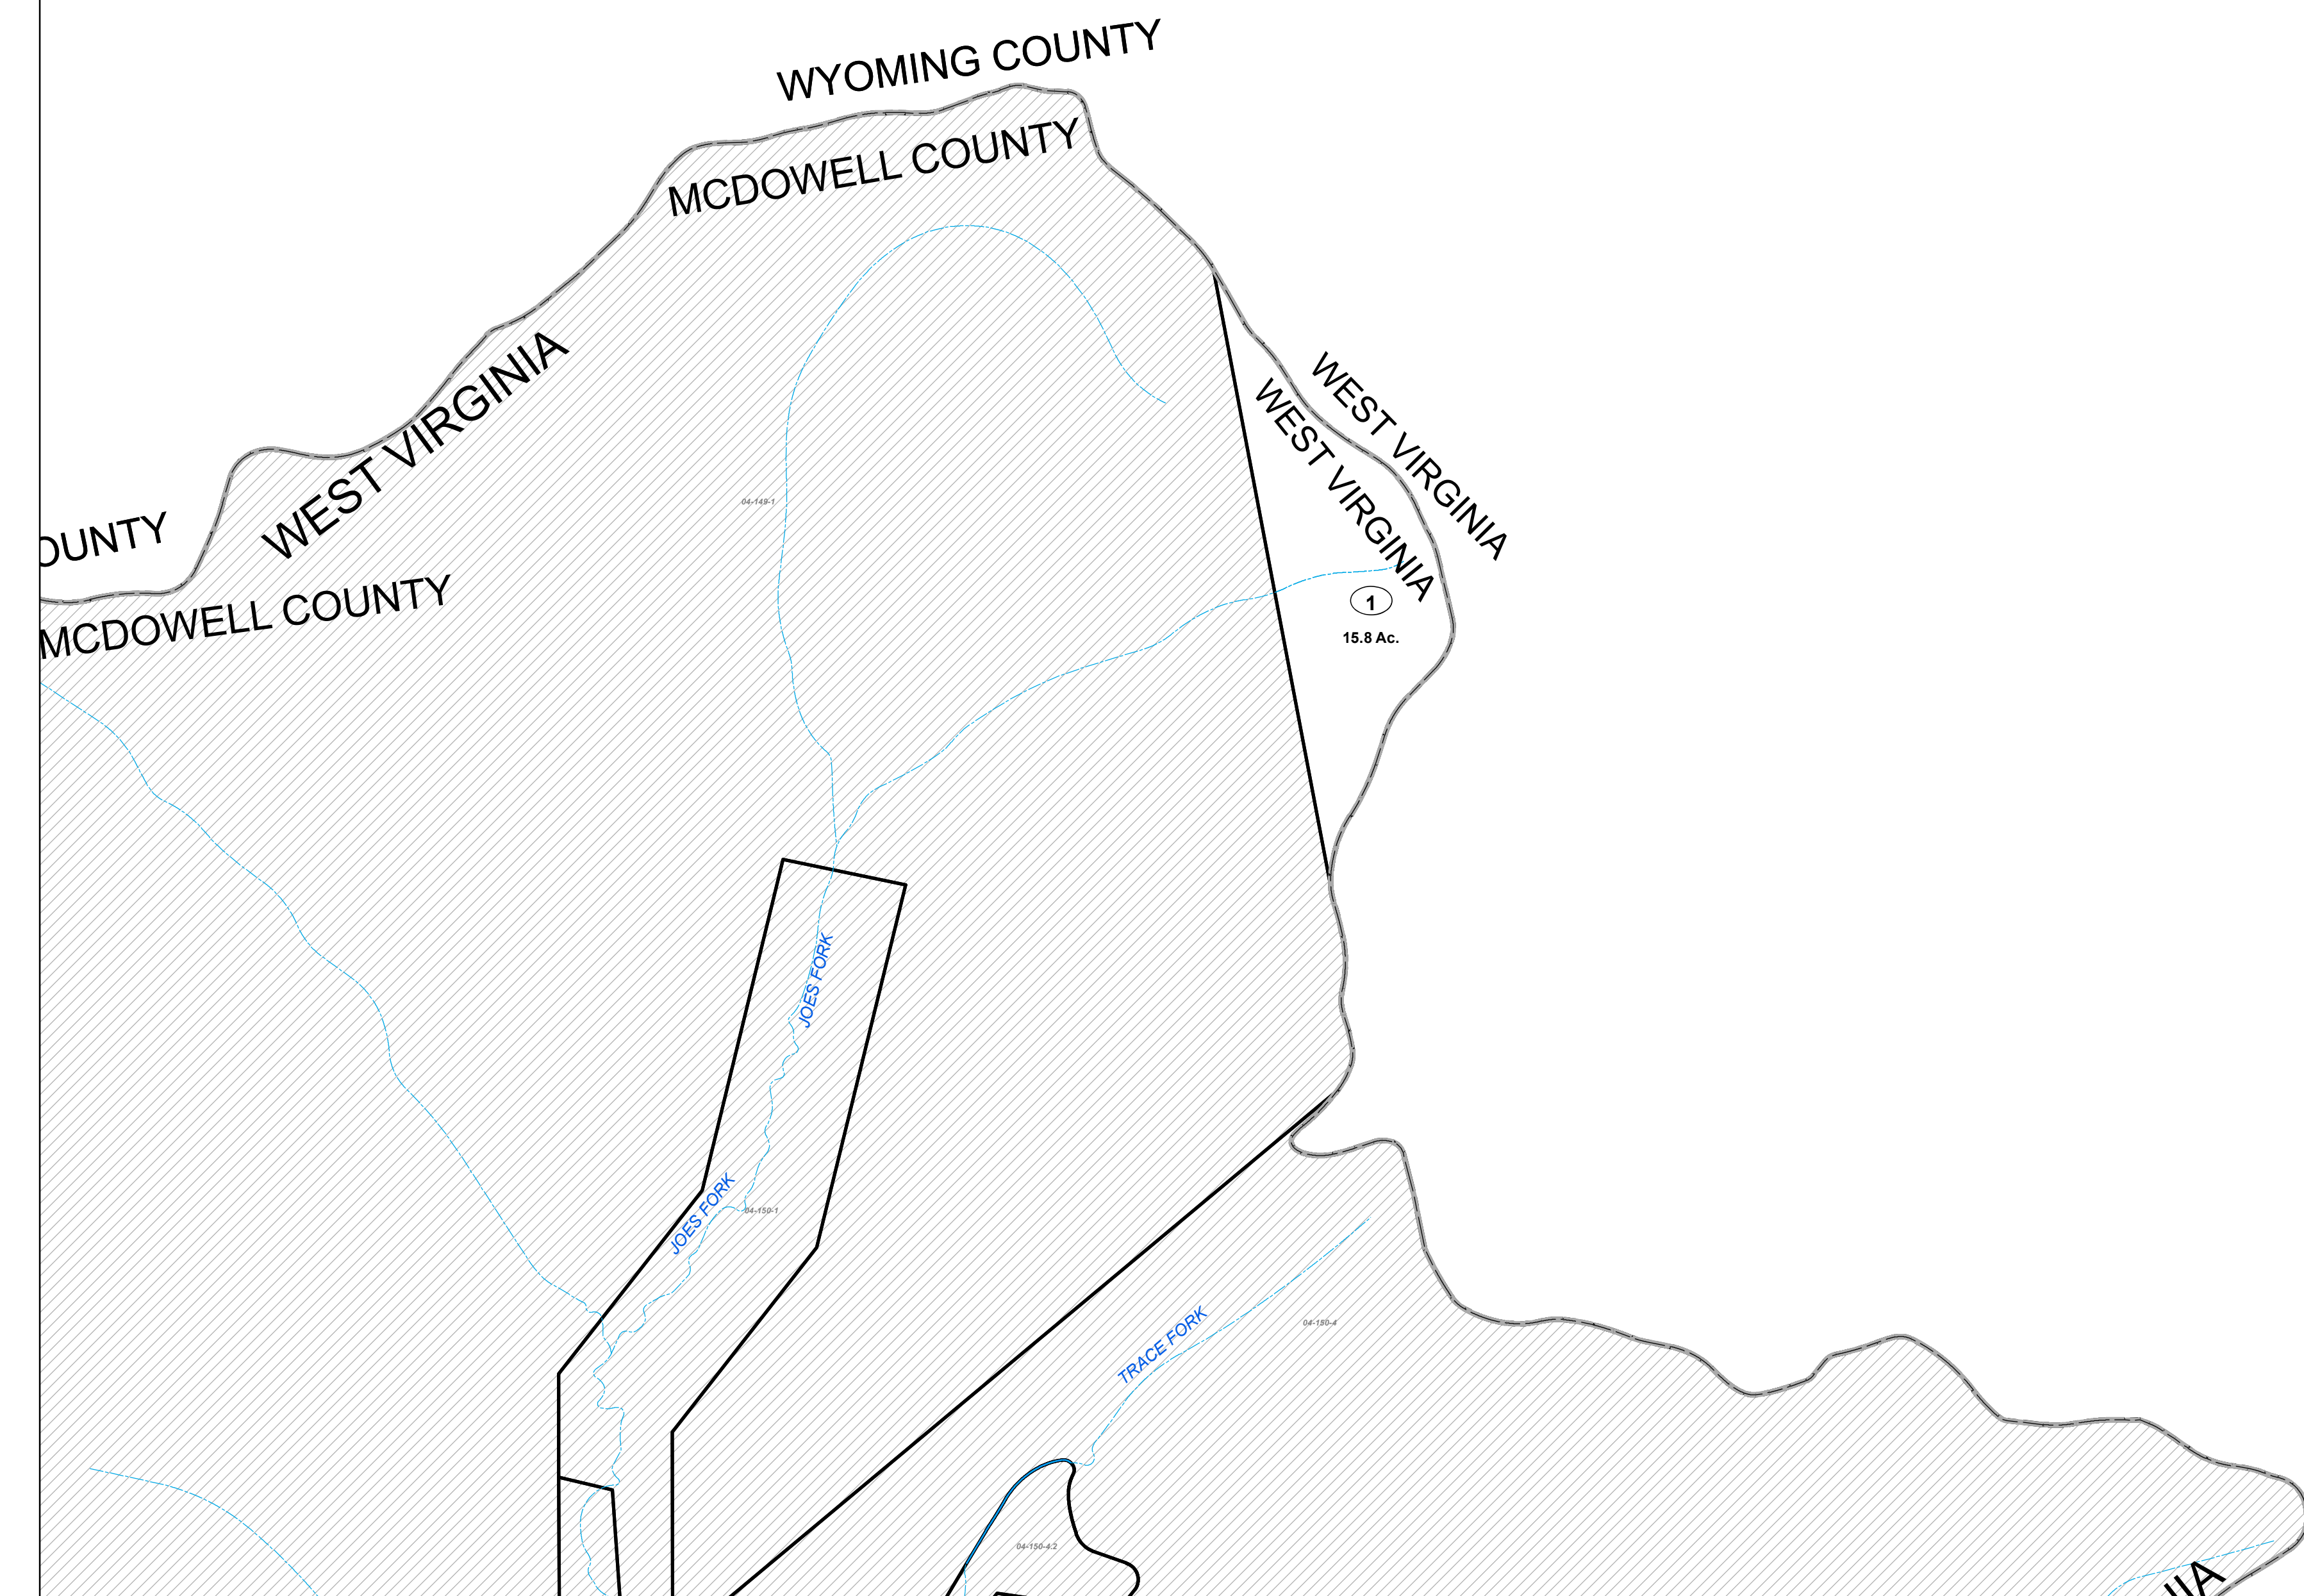 WYOMING COUNTY
MCDOWELL COUNTY
WEST VIRGINIA
WEST VIRGINIA
WEST VIRGINIA
04-149-1
OUNTY
MCDOWELL COUNTY
1
15.8 Ac.
JOES FORK
JOES FORK
04-150-1
TRACE FORK
04-150-4
04-150-4.2
NIA